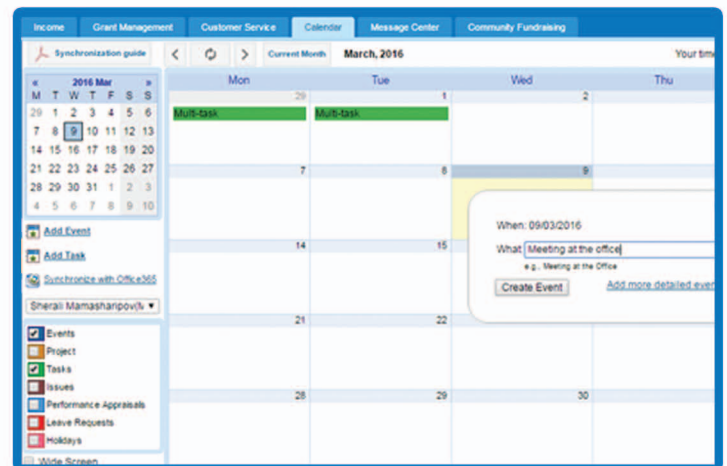 Income Grant Management Customer Service Calendar Message Center Community Fundraising
Synchronization guide < > Current Month March, 2016 Your time
« 2016 Mar »
M T W T F S S
29 1 2 3 4 5 6
7 8 9 10 11 12 13
14 15 16 17 18 19 20
21 22 23 24 25 26 27
28 29 30 31 1 2 3
4 5 6 7 8 9 10
Add Event
Add Task
Synchronize with Office365
Sherali Mamasharipov(
Events
Project
Tasks
Issues
Performance Appraisals
Leave Requests
Holidays
Wide Screen
Mon Tue Wed Thu
29 1 2
Multi-task Multi-task
7 8 9
When: 09/03/2016
What Meeting at the office
e.g., Meeting at the Office
Create Event Add more detailed even
14 15
21 22
28 29 30